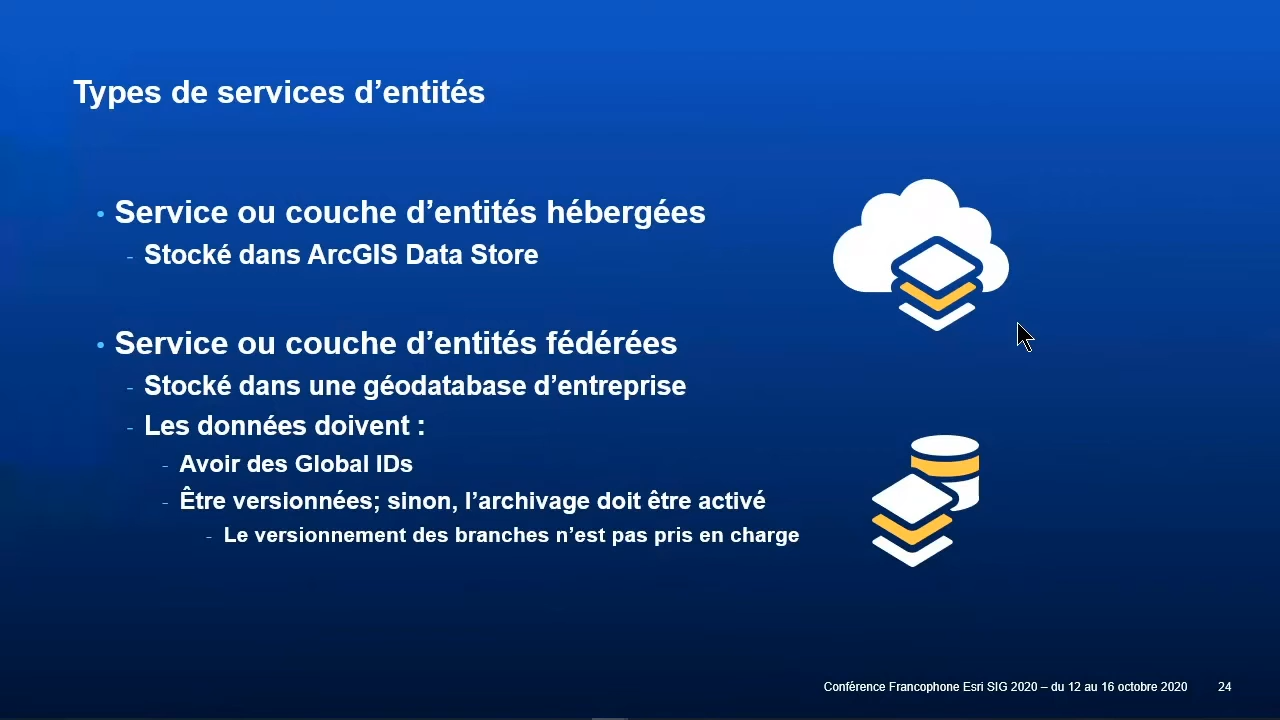 Types de services d’entités
• Service ou couche d’entités hébergées
- Stocké dans ArcGIS Data Store
• Service ou couche d’entités fédérées
- Stocké dans une géodatabase d’entreprise
- Les données doivent :
- Avoir des Global IDs
- Être versionnées; sinon, l’archivage doit être activé
- Le versionnement des branches n’est pas pris en charge
Conférence Francophone Esri SIG 2020 – du 12 au 16 octobre 2020 24